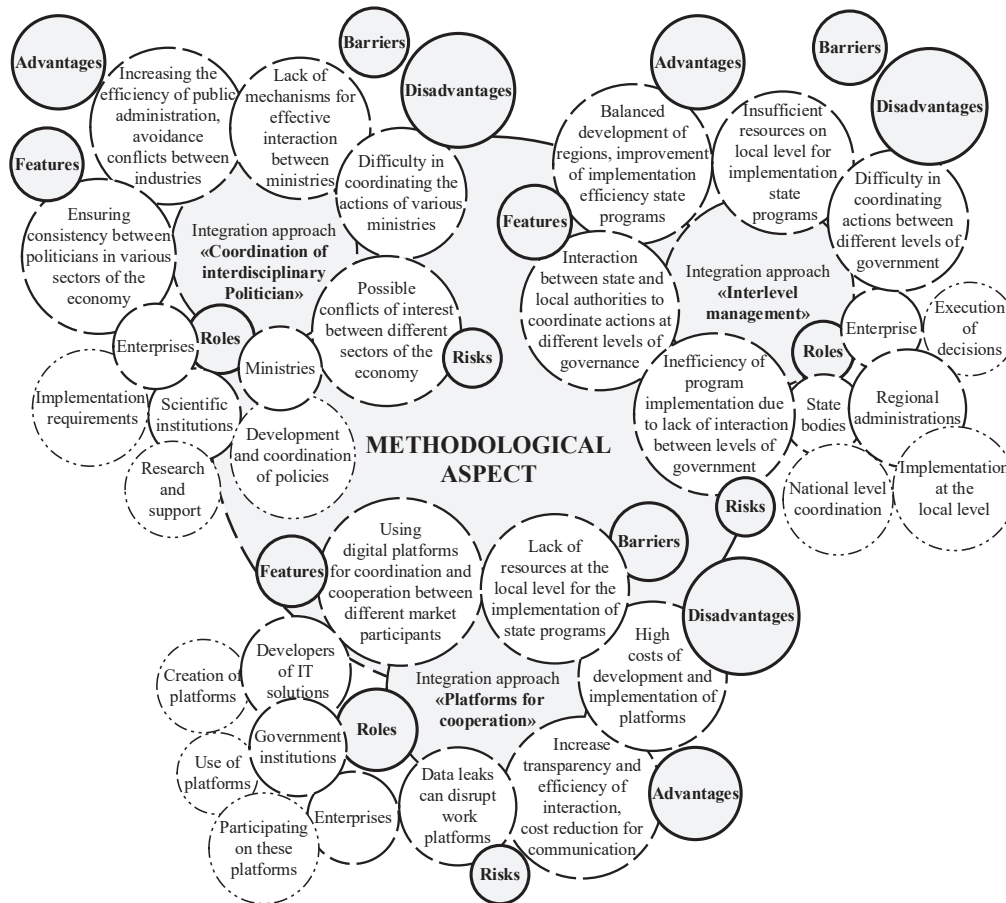 Advantages
Increasing the
efficiency of public
administration,
avoidance
conflicts between
industries
Lack of
mechanisms for
effective
interaction
between
ministries
Barriers
Disadvantages
Difficulty in
coordinating the
actions of various
ministries
Features
Ensuring
consistency between
politicians in various
sectors of the
economy
Integration approach
«Coordination of
interdisciplinary
Politician»
Possible
conflicts of interest
between different
sectors of the
economy
Risks
Roles
Enterprises
Ministries
Scientific
institutions
Implementation
requirements
Research
and
support
Development
and coordination
of policies
Advantages
Balanced
development of
regions, improvement
of implementation
efficiency state
programs
Insufficient
resources on
local level for
implementation
state
programs
Barriers
Disadvantages
Difficulty in
coordinating
actions between
different levels of
government
Features
Interaction
between state and
local authorities to
coordinate actions at
different levels of
governance
Integration approach
«Interlevel
management»
Roles
Enterprise
Execution
of
decisions
Inefficiency of
program
implementation due
to lack of interaction
between levels of
government
State
bodies
Regional
administrations
National level
coordination
Implementation
at the
local level
Risks
METHODOLOGICAL
ASPECT
Features
Using
digital platforms
for coordination and
cooperation between
different market
participants
Lack of
resources at the
local level for the
implementation of
state programs
Barriers
Disadvantages
High
costs of
development and
implementation of
platforms
Integration approach
«Platforms for
cooperation»
Developers
of IT
solutions
Creation of
platforms
Roles
Government
institutions
Use of
platforms
Enterprises
Participating
on these
platforms
Data leaks
can disrupt
work
platforms
Risks
Increase
transparency and
efficiency of
interaction,
cost reduction for
communication
Advantages